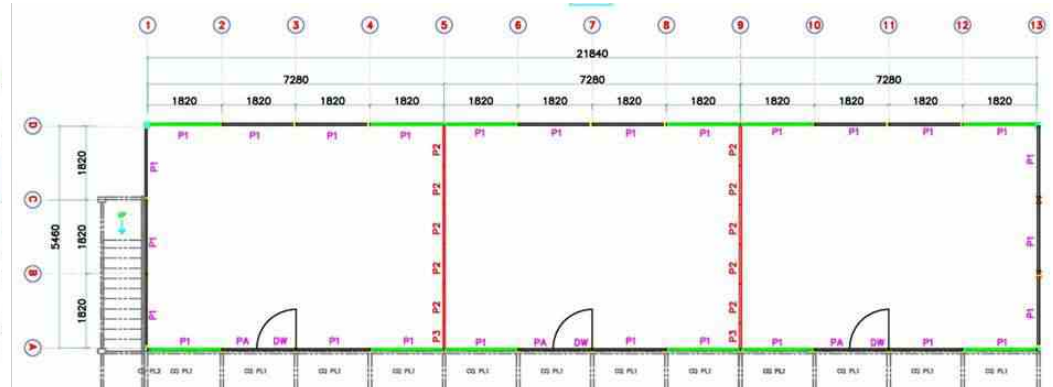 1 2 3 4 5 6 7 8 9 10 11 12 13
21840
7280 7280 7280
1820 1820 1820 1820 1820 1820 1820 1820 1820 1820 1820 1820
D P1 P1 P1 P1 P1 P1 P1 P1 P1 P1 P1 P1
1820 P1 P2 P2 P1
P2 P2
C
5460 1820 P1 P2 P2 P1
P2 P2
B
1820 P1 P2 P2 P1
P3 P3
A P1 PA DW P1 P1 P1 PA DW P1 P1 P1 PA DW P1 P1